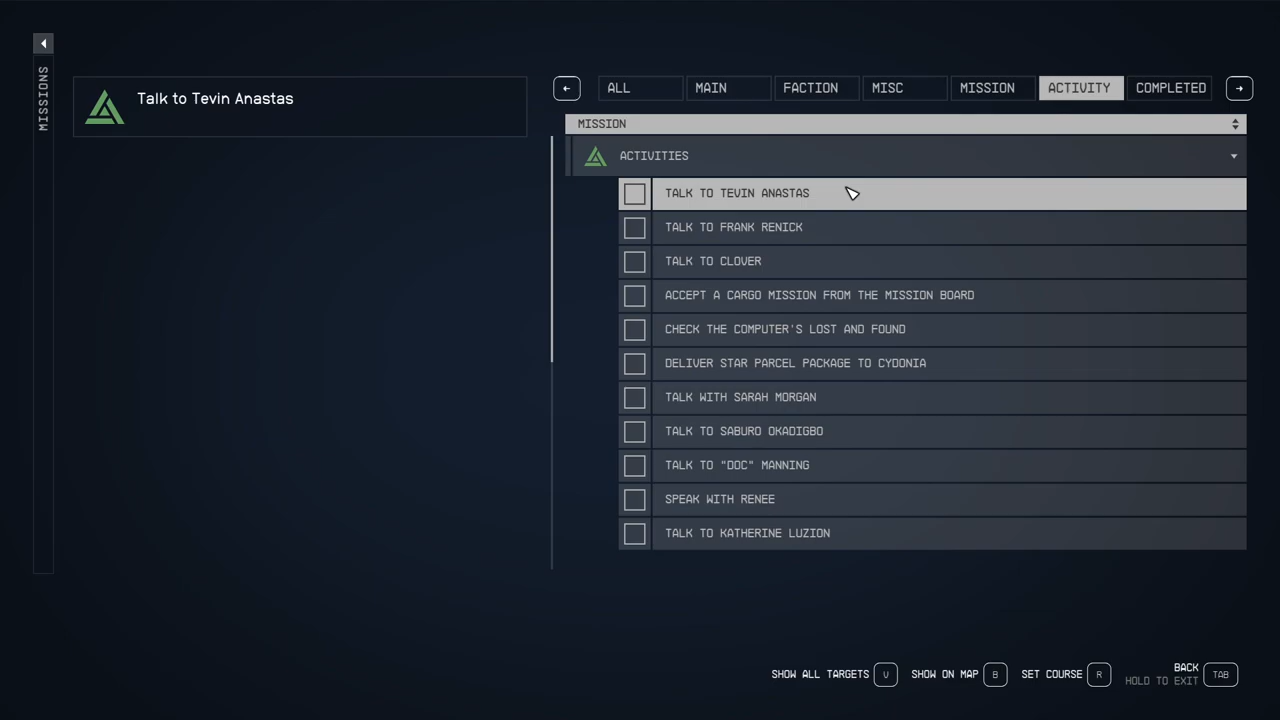 MISSIONS
Talk to Tevin Anastas
←
ALL
MAIN
FACTION
MISC
MISSION
ACTIVITY
COMPLETED
→
MISSION
ACTIVITIES
TALK TO TEVIN ANASTAS
TALK TO FRANK RENICK
TALK TO CLOVER
ACCEPT A CARGO MISSION FROM THE MISSION BOARD
CHECK THE COMPUTER'S LOST AND FOUND
DELIVER STAR PARCEL PACKAGE TO CYDONIA
TALK WITH SARAH MORGAN
TALK TO SABURO OKADIGBO
TALK TO "DOC" MANNING
SPEAK WITH RENEE
TALK TO KATHERINE LUZION
SHOW ALL TARGETS V
SHOW ON MAP B
SET COURSE R
BACK
HOLD TO EXIT TAB